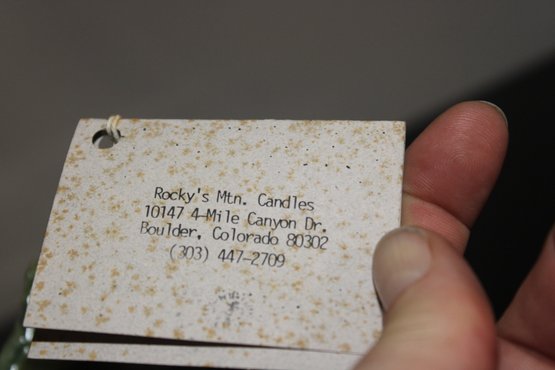 Rocky's Mtn. Candles
10147 4-Mile Canyon Dr.
Boulder, Colorado 80302
(303) 447-2709